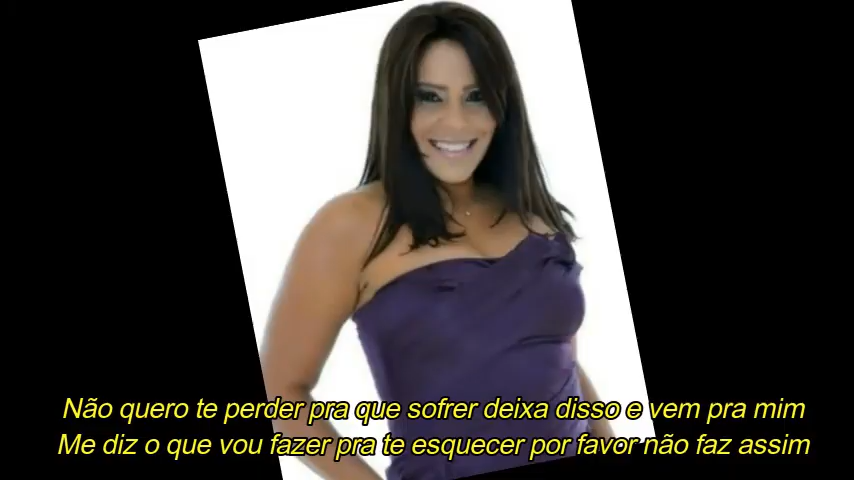 Não quero te perder pra que sofrer deixa disso e vem pra mim
Me diz o que vou fazer pra te esquecer por favor não faz assim